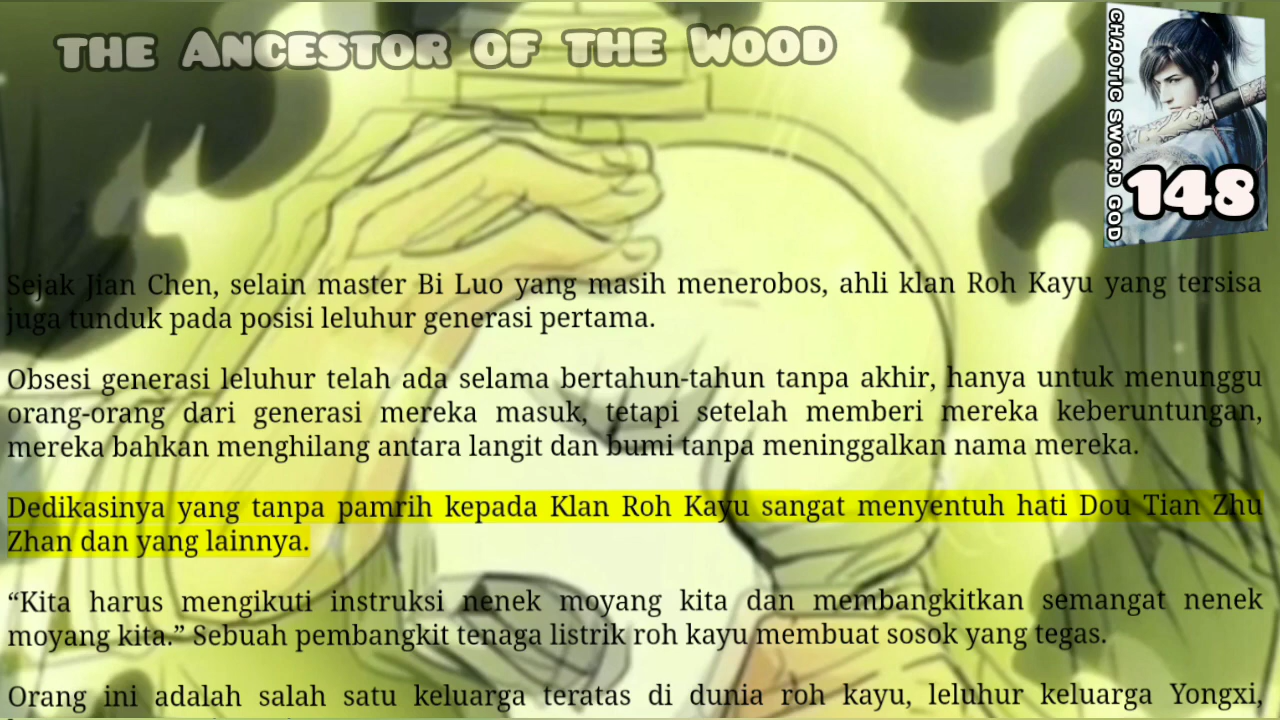 THE ANCESTOR OF THE WOOD
CHAOTIC SWORD GOD
148
Sejak Jian Chen, selain master Bi Luo yang masih menerobos, ahli klan Roh Kayu yang tersisa
juga tunduk pada posisi leluhur generasi pertama.
Obsesi generasi leluhur telah ada selama bertahun-tahun tanpa akhir, hanya untuk menunggu
orang-orang dari generasi mereka masuk, tetapi setelah memberi mereka keberuntungan,
mereka bahkan menghilang antara langit dan bumi tanpa meninggalkan nama mereka.
Dedikasinya yang tanpa pamrih kepada Klan Roh Kayu sangat menyentuh hati Dou Tian Zhu
Zhan dan yang lainnya.
“Kita harus mengikuti instruksi nenek moyang kita dan membangkitkan semangat nenek
moyang kita.” Sebuah pembangkit tenaga listrik roh kayu membuat sosok yang tegas.
Orang ini adalah salah satu keluarga teratas di dunia roh kayu, leluhur keluarga Yongxi,